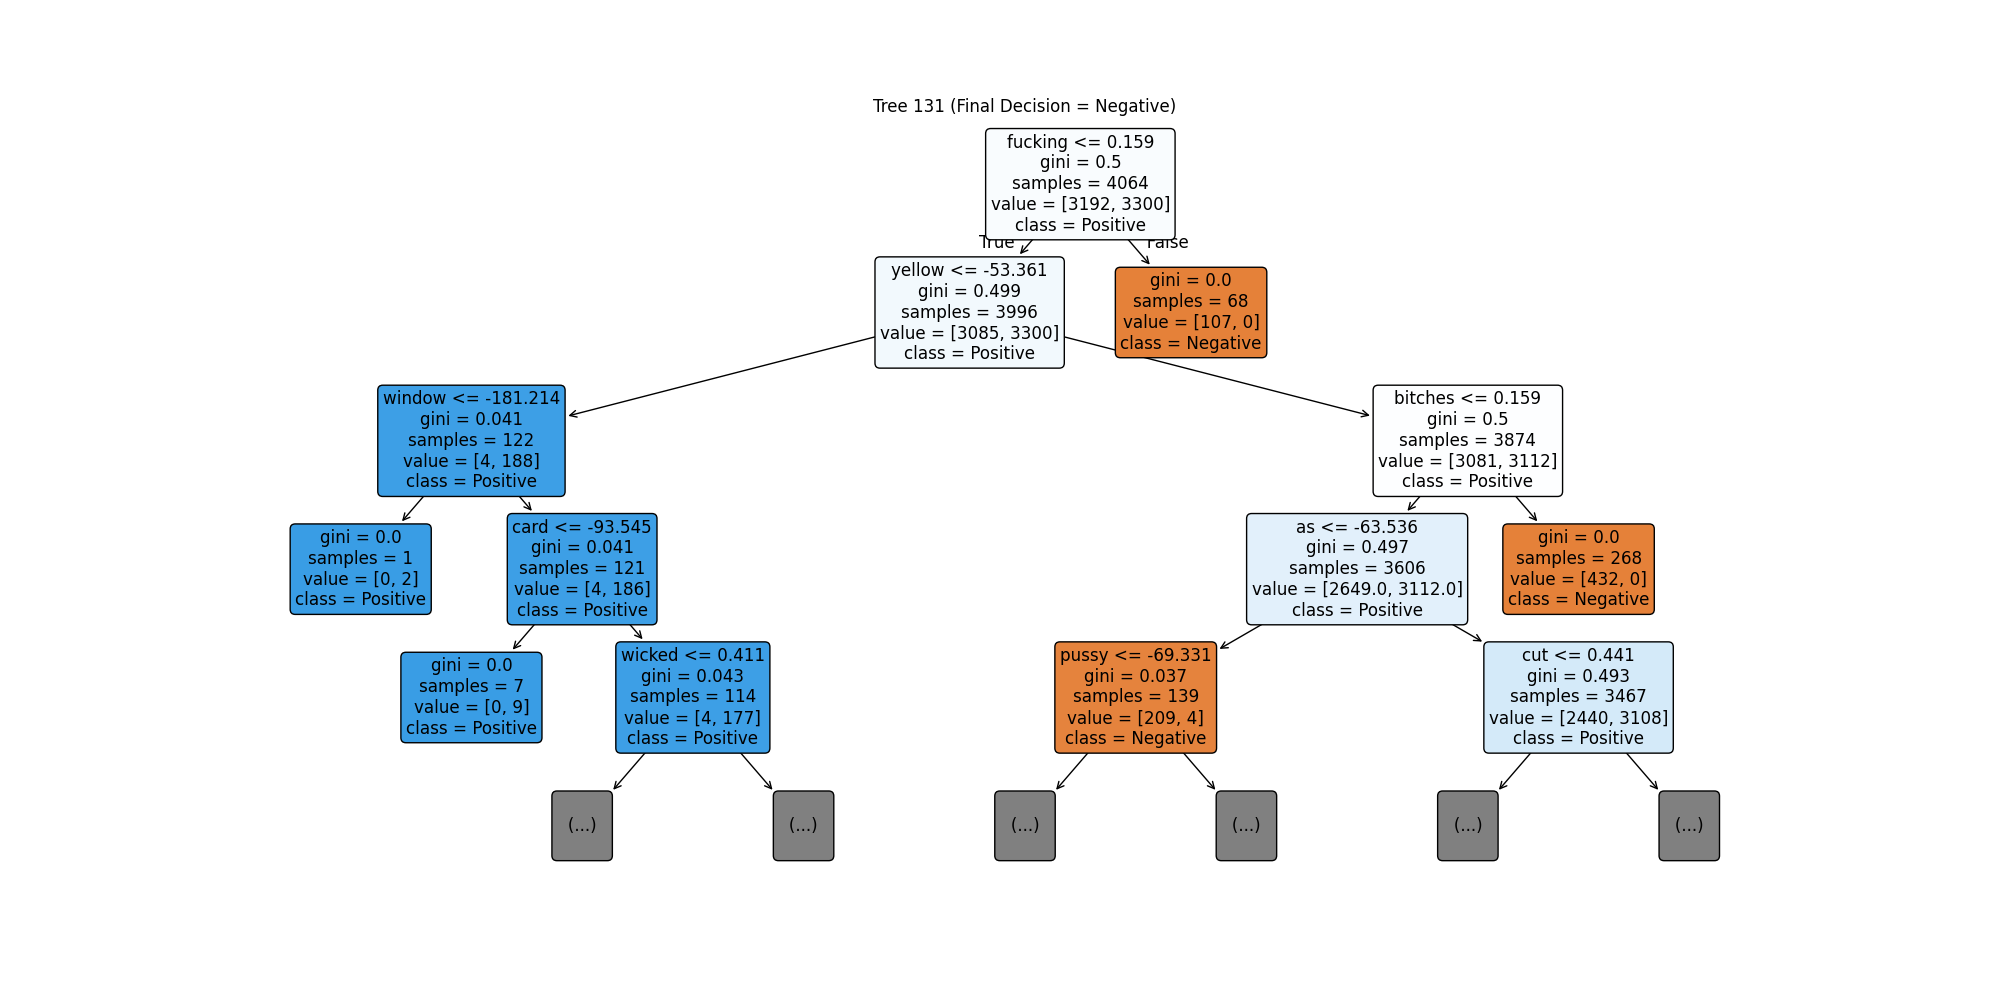 Tree 131 (Final Decision = Negative)
fucking <= 0.159
gini = 0.5
samples = 4064
value = [3192, 3300]
class = Positive
True
False
yellow <= -53.361
gini = 0.499
samples = 3996
value = [3085, 3300]
class = Positive
gini = 0.0
samples = 68
value = [107, 0]
class = Negative
window <= -181.214
gini = 0.041
samples = 122
value = [4, 188]
class = Positive
bitches <= 0.159
gini = 0.5
samples = 3874
value = [3081, 3112]
class = Positive
gini = 0.0
samples = 1
value = [0, 2]
class = Positive
card <= -93.545
gini = 0.041
samples = 121
value = [4, 186]
class = Positive
as <= -63.536
gini = 0.497
samples = 3606
value = [2649.0, 3112.0]
class = Positive
gini = 0.0
samples = 268
value = [432, 0]
class = Negative
gini = 0.0
samples = 7
value = [0, 9]
class = Positive
wicked <= 0.411
gini = 0.043
samples = 114
value = [4, 177]
class = Positive
pussy <= -69.331
gini = 0.037
samples = 139
value = [209, 4]
class = Negative
cut <= 0.441
gini = 0.493
samples = 3467
value = [2440, 3108]
class = Positive
(...)
(...)
(...)
(...)
(...)
(...)